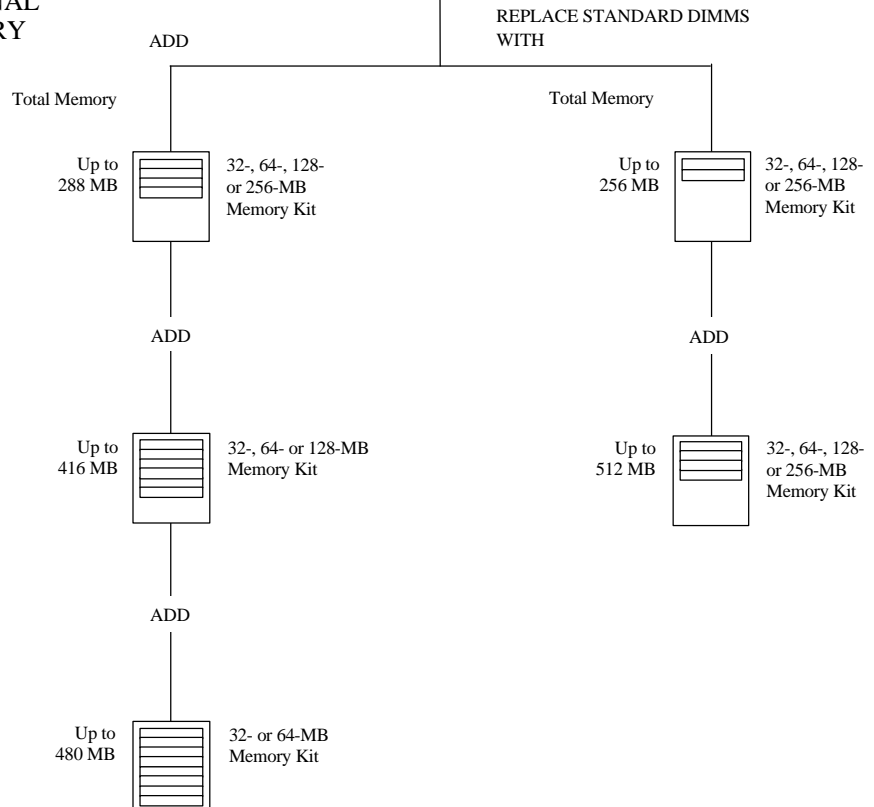 NAL
RY
ADD
REPLACE STANDARD DIMMS
WITH
Total Memory
Up to
288 MB
32-, 64-, 128-
or 256-MB
Memory Kit
ADD
Up to
416 MB
32-, 64- or 128-MB
Memory Kit
ADD
Up to
480 MB
32- or 64-MB
Memory Kit
Total Memory
Up to
256 MB
32-, 64-, 128-
or 256-MB
Memory Kit
ADD
Up to
512 MB
32-, 64-, 128-
or 256-MB
Memory Kit